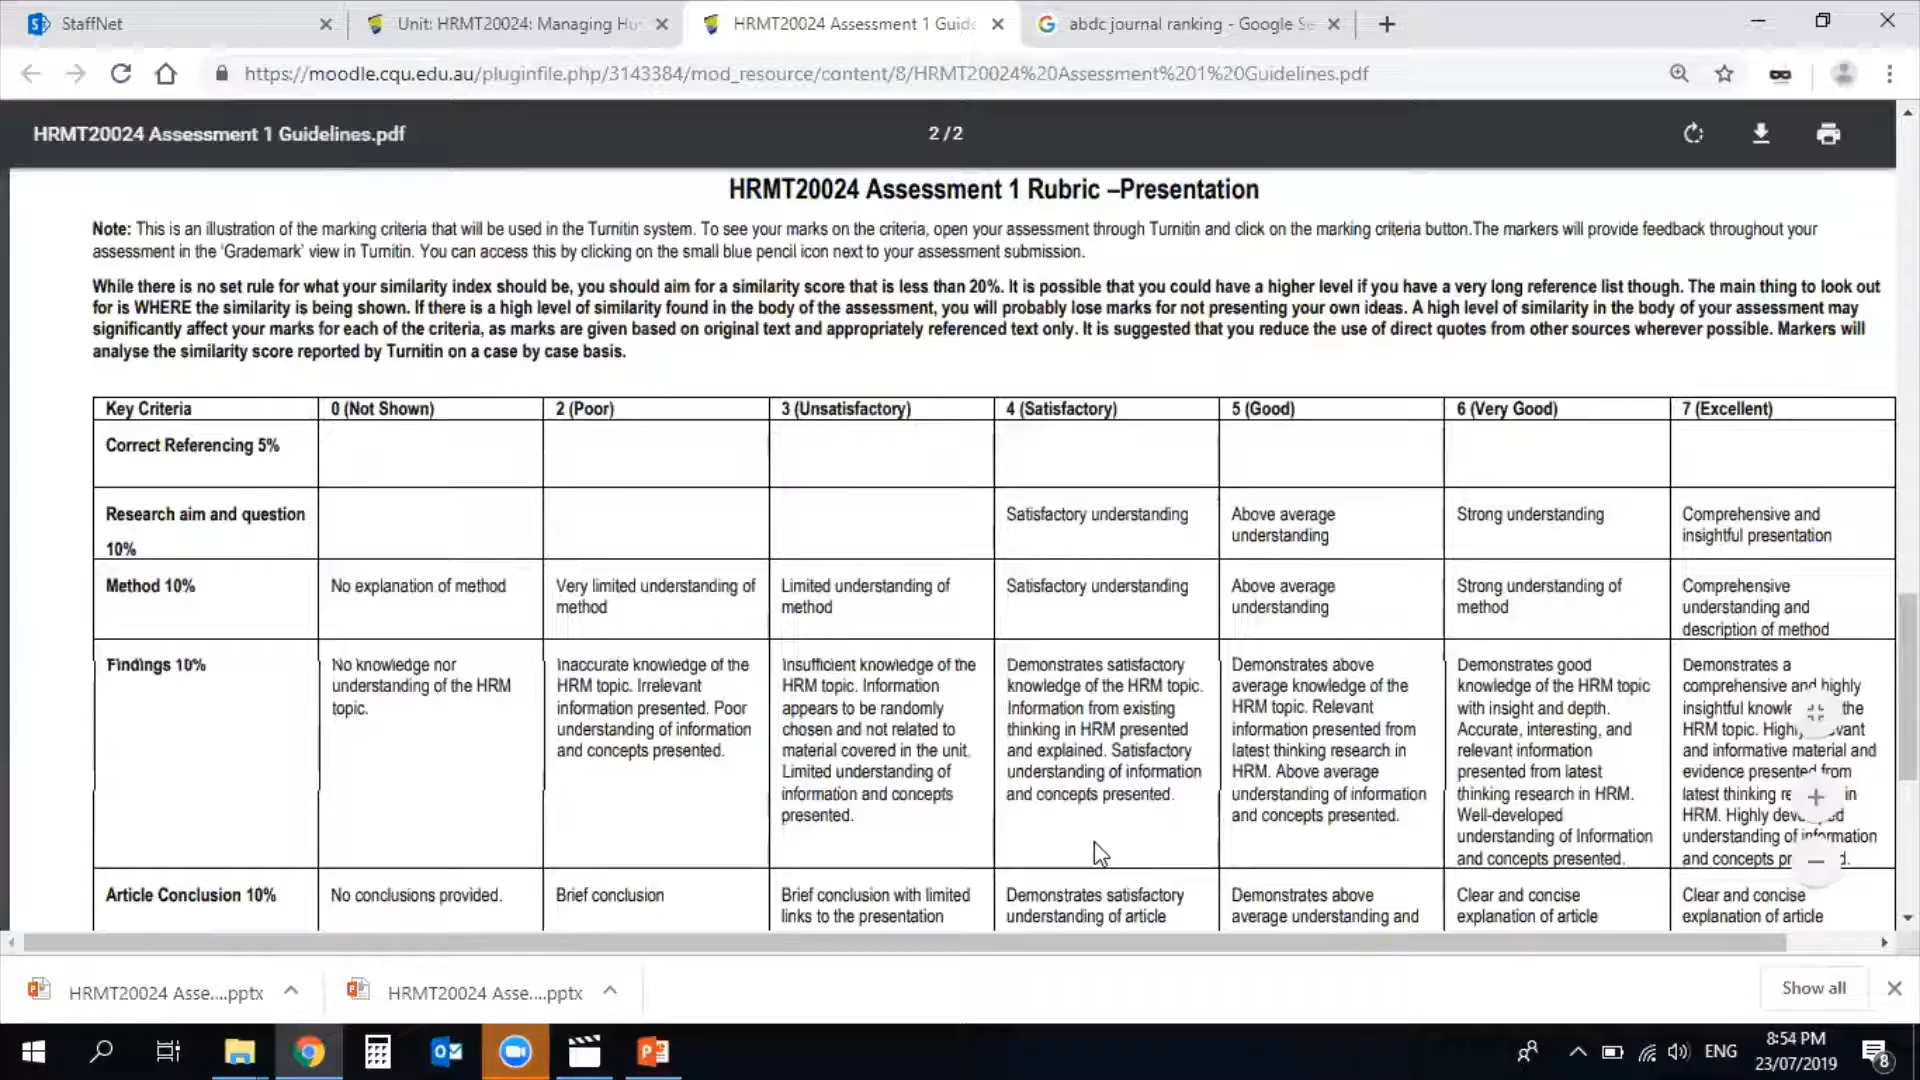 StaffNet
Unit: HRMT20024: Managing Hu
HRMT20024 Assessment 1 Guide
abdc journal ranking - Google Se
https://moodle.cqu.edu.au/pluginfile.php/3143384/mod_resource/content/8/HRMT20024%20Assessment%201%20Guidelines.pdf
HRMT20024 Assessment 1 Guidelines.pdf
2 / 2
HRMT20024 Assessment 1 Rubric –Presentation
Note: This is an illustration of the marking criteria that will be used in the Turnitin system. To see your marks on the criteria, open your assessment through Turnitin and click on the marking criteria button.The markers will provide feedback throughout your
assessment in the 'Grademark' view in Turnitin. You can access this by clicking on the small blue pencil icon next to your assessment submission.
While there is no set rule for what your similarity index should be, you should aim for a similarity score that is less than 20%. It is possible that you could have a higher level if you have a very long reference list though. The main thing to look out
for is WHERE the similarity is being shown. If there is a high level of similarity found in the body of the assessment, you will probably lose marks for not presenting your own ideas. A high level of similarity in the body of your assessment may
significantly affect your marks for each of the criteria, as marks are given based on original text and appropriately referenced text only. It is suggested that you reduce the use of direct quotes from other sources wherever possible. Markers will
analyse the similarity score reported by Turnitin on a case by case basis.
Key Criteria
0 (Not Shown)
2 (Poor)
3 (Unsatisfactory)
4 (Satisfactory)
5 (Good)
6 (Very Good)
7 (Excellent)
Correct Referencing 5%
Research aim and question
10%
Satisfactory understanding
Above average
understanding
Strong understanding
Comprehensive and
insightful presentation
Method 10%
No explanation of method
Very limited understanding of
method
Limited understanding of
method
Satisfactory understanding
Above average
understanding
Strong understanding of
method
Comprehensive
understanding and
description of method
Findings 10%
No knowledge nor
understanding of the HRM
topic.
Inaccurate knowledge of the
HRM topic. Irrelevant
information presented. Poor
understanding of information
and concepts presented.
Insufficient knowledge of the
HRM topic. Information
appears to be randomly
chosen and not related to
material covered in the unit.
Limited understanding of
information and concepts
presented.
Demonstrates satisfactory
knowledge of the HRM topic.
Information from existing
thinking in HRM presented
and explained. Satisfactory
understanding of information
and concepts presented.
Demonstrates above
average knowledge of the
HRM topic. Relevant
information presented from
latest thinking research in
HRM. Above average
understanding of information
and concepts presented.
Demonstrates good
knowledge of the HRM topic
with insight and depth.
Accurate, interesting, and
relevant information
presented from latest
thinking research in HRM.
Well-developed
understanding of Information
and concepts presented.
Demonstrates a
comprehensive and highly
insightful the
HRM topic.
and informative material and
evidence presented from
latest thinking in
HRM. Highly
understanding of information
and concepts
Article Conclusion 10%
No conclusions provided.
Brief conclusion
Brief conclusion with limited
links to the presentation
Demonstrates satisfactory
understanding of article
Demonstrates above
average understanding and
Clear and concise
explanation of article
Clear and concise
explanation of article
HRMT20024 Asse....pptx
HRMT20024 Asse....pptx
Show all
ENG
8:54 PM
23/07/2019
8